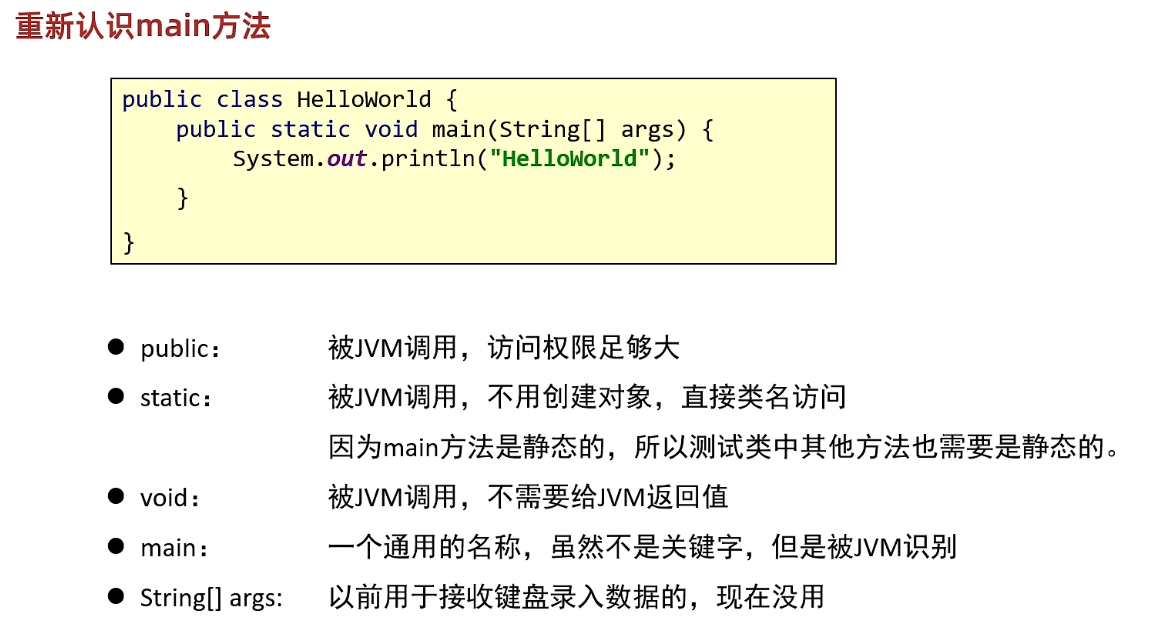 重新认识main方法
public class HelloWorld {
public static void main(String[] args) {
System.out.println("HelloWorld");
}
}
● public： 被JVM调用，访问权限足够大
● static： 被JVM调用，不用创建对象，直接类名访问
因为main方法是静态的，所以测试类中其他方法也需要是静态的。
● void： 被JVM调用，不需要给JVM返回值
● main： 一个通用的名称，虽然不是关键字，但是被JVM识别
● String[] args: 以前用于接收键盘录入数据的，现在没用